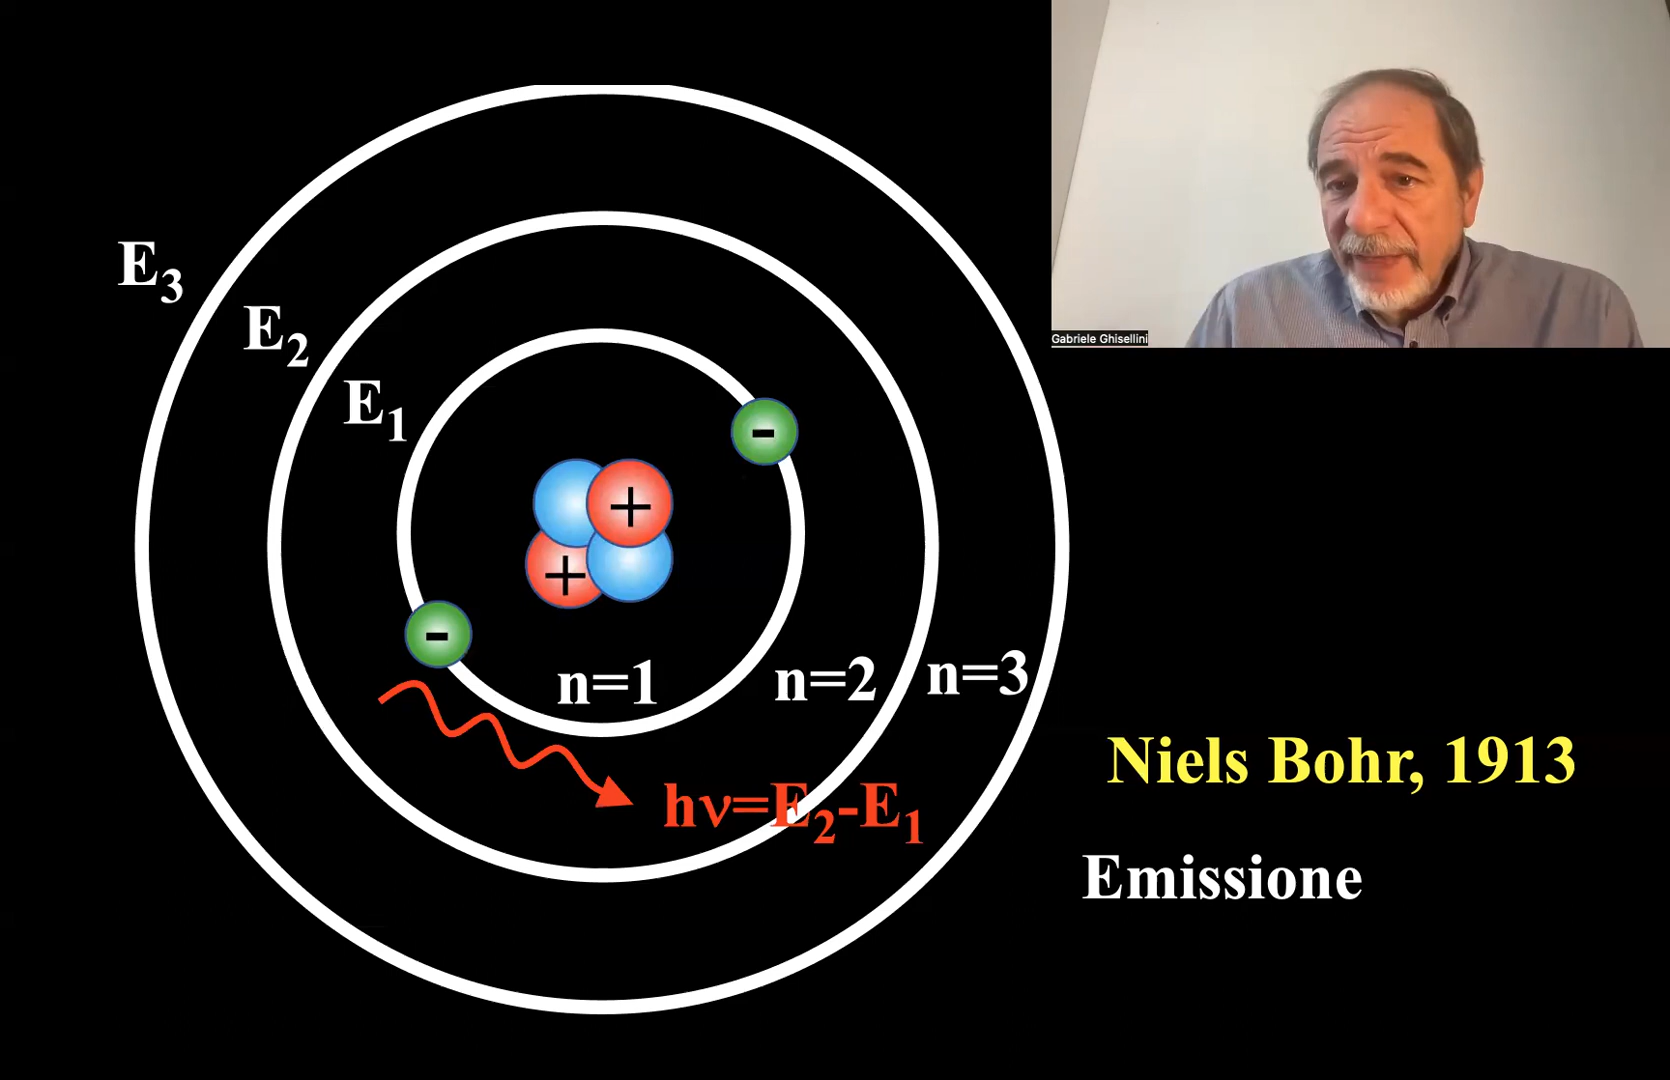 E3
E2
E1
-
+
+
-
n=1
n=2
n=3
hν=E2-E1
Gabriele Ghisellini
Niels Bohr, 1913
Emissione